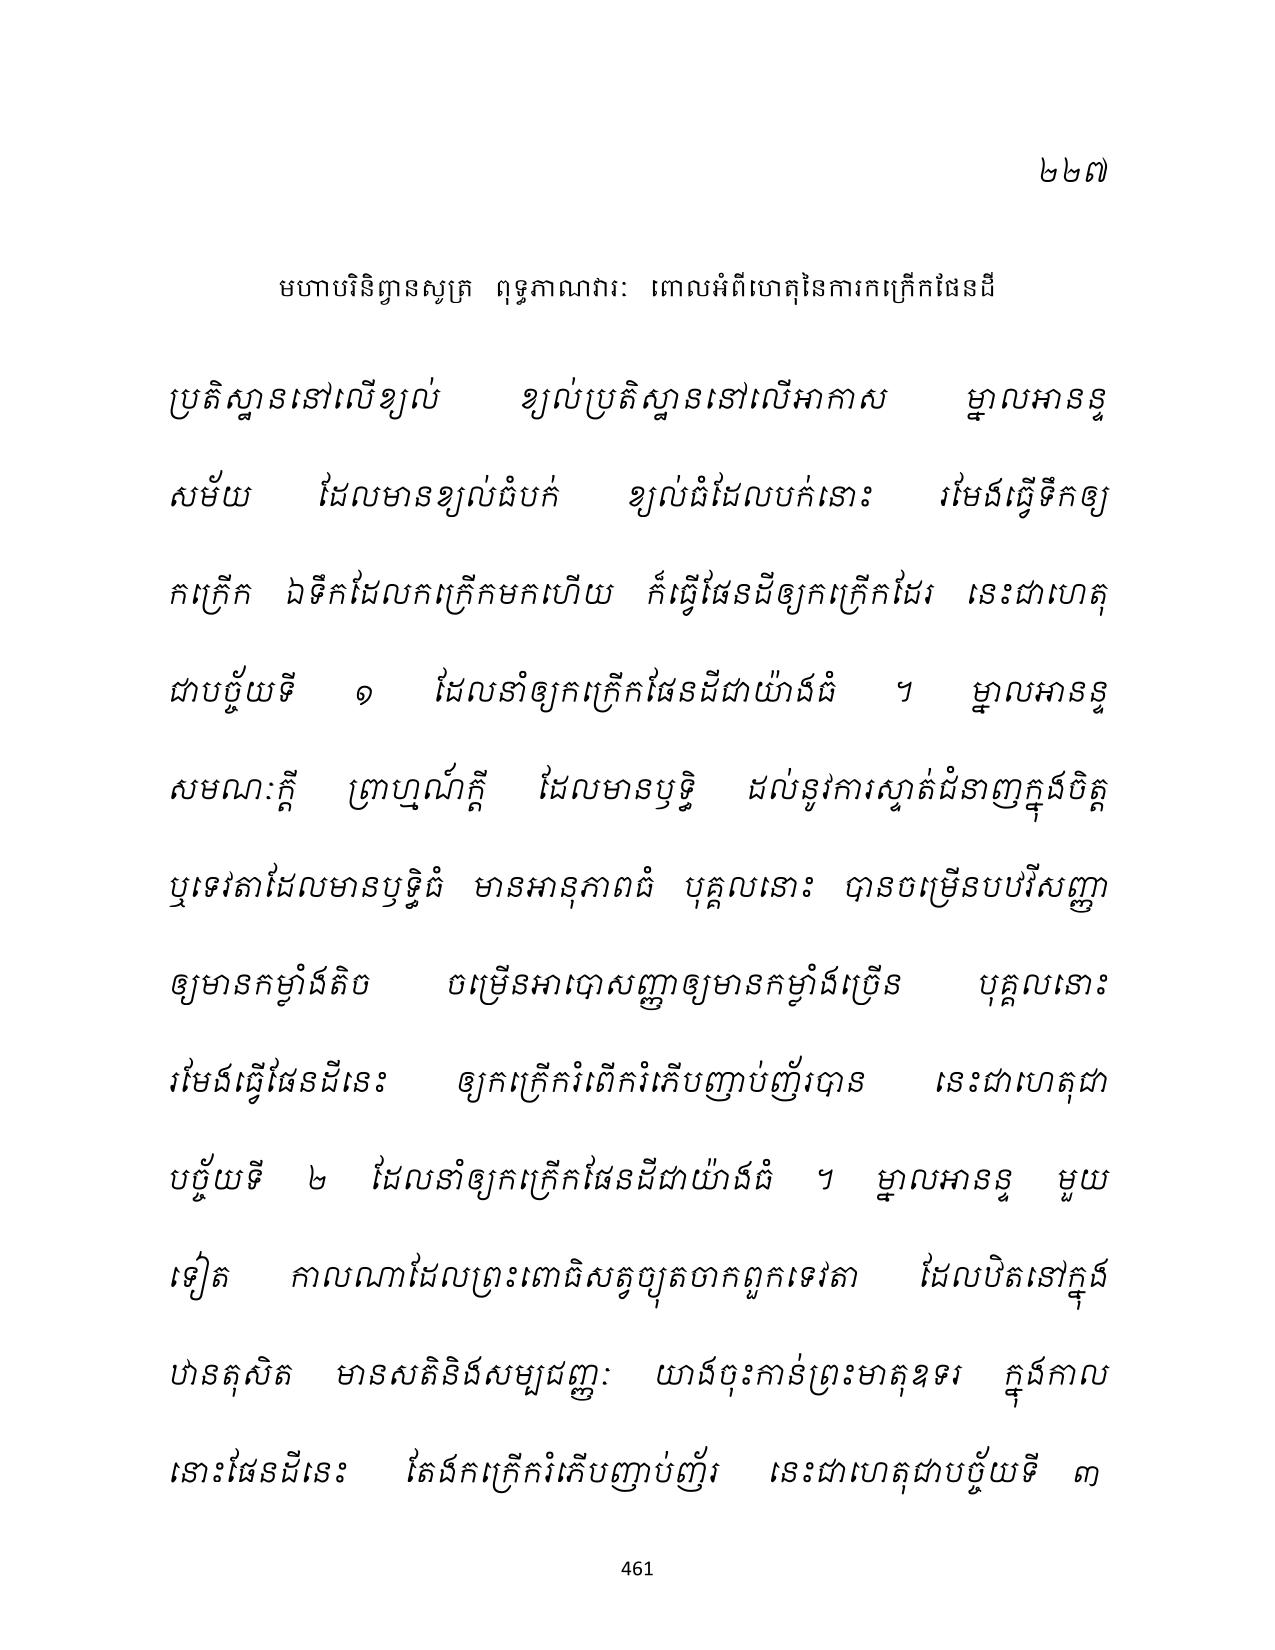 ២២៧
មហាបរិនិព្វានសូត្រ ពុទ្ធភាណវារៈ ពោលអំពីហេតុនៃការកក្រើកផែនដី
ប្រតិស្ឋាននៅលើខ្យល់ ខ្យល់ប្រតិស្ឋាននៅលើអាកាស ម្នាលអានន្ទ
សម័យ ដែលមានខ្យល់ធំបក់ ខ្យល់ធំដែលបក់នោះ រមែងធ្វើទឹកឲ្យ
កក្រើក ឯទឹកដែលកក្រើកមកហើយ ក៏ធ្វើផែនដីឲ្យកក្រើកដែរ នេះជាហេតុ
ជាបច្ច័យទី ១ ដែលនាំឲ្យកក្រើកផែនដីជាយ៉ាងធំ ។ ម្នាលអានន្ទ
សមណៈក្តី ព្រាហ្មណ៍ក្តី ដែលមានឫទ្ធិ ដល់នូវការស្ទាត់ជំនាញក្នុងចិត្ត
ឬទេវតាដែលមានឫទ្ធិធំ មានអានុភាពធំ បុគ្គលនោះ បានចម្រើនបឋវីសញ្ញា
ឲ្យមានកម្លាំងតិច ចម្រើនអាបោសញ្ញាឲ្យមានកម្លាំងច្រើន បុគ្គលនោះ
រមែងធ្វើផែនដីនេះ ឲ្យកក្រើករំពើករំភើបញាប់ញ័របាន នេះជាហេតុជា
បច្ច័យទី ២ ដែលនាំឲ្យកក្រើកផែនដីជាយ៉ាងធំ ។ ម្នាលអានន្ទ មួយ
ទៀត កាលណាដែលព្រះពោធិសត្វច្យុតចាកពួកទេវតា ដែលឋិតនៅក្នុង
ឋានតុសិត មានសតិនិងសម្បជញ្ញៈ យាងចុះកាន់ព្រះមាតុឧទរ ក្នុងកាល
នោះផែនដីនេះ តែងកក្រើករំភើបញាប់ញ័រ នេះជាហេតុជាបច្ច័យទី ៣
461